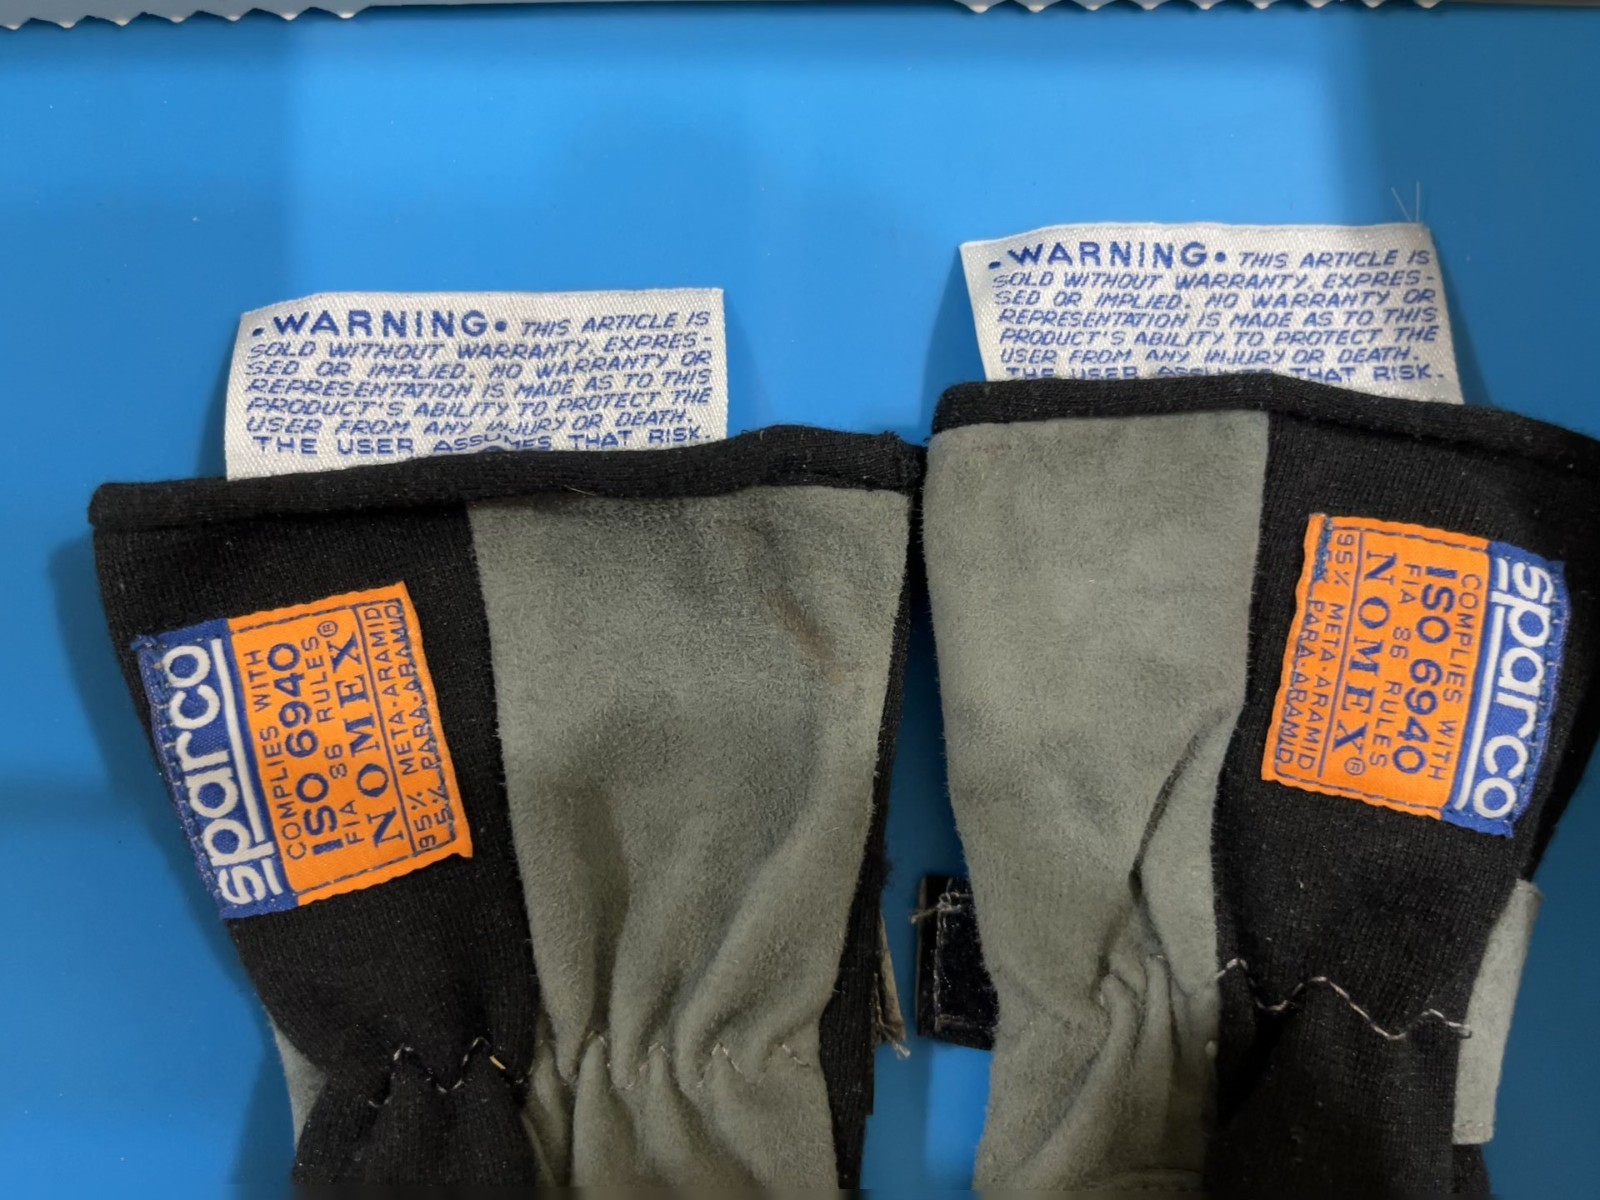 •WARNING• THIS ARTICLE IS
SOLD WITHOUT WARRANTY, EXPRES-
SED OR IMPLIED. NO WARRANTY OR
REPRESENTATION IS MADE AS TO THIS
PRODUCT'S ABILITY TO PROTECT THE
USER FROM ANY INJURY OR DEATH.
THE USER ASSUMES THAT RISK.
•WARNING• THIS ARTICLE IS
SOLD WITHOUT WARRANTY, EXPRES-
SED OR IMPLIED. NO WARRANTY OR
REPRESENTATION IS MADE AS TO THIS
PRODUCT'S ABILITY TO PROTECT THE
USER FROM ANY INJURY OR DEATH.
THE USER ASSUMES THAT RISK.
sparco
COMPLIES WITH
ISO 6940
FIA 86 RULES
NOMEX®
95% META-ARAMID
5% PARA-ARAMID
sparco
COMPLIES WITH
ISO 6940
FIA 86 RULES
NOMEX®
95% META-ARAMID
5% PARA-ARAMID